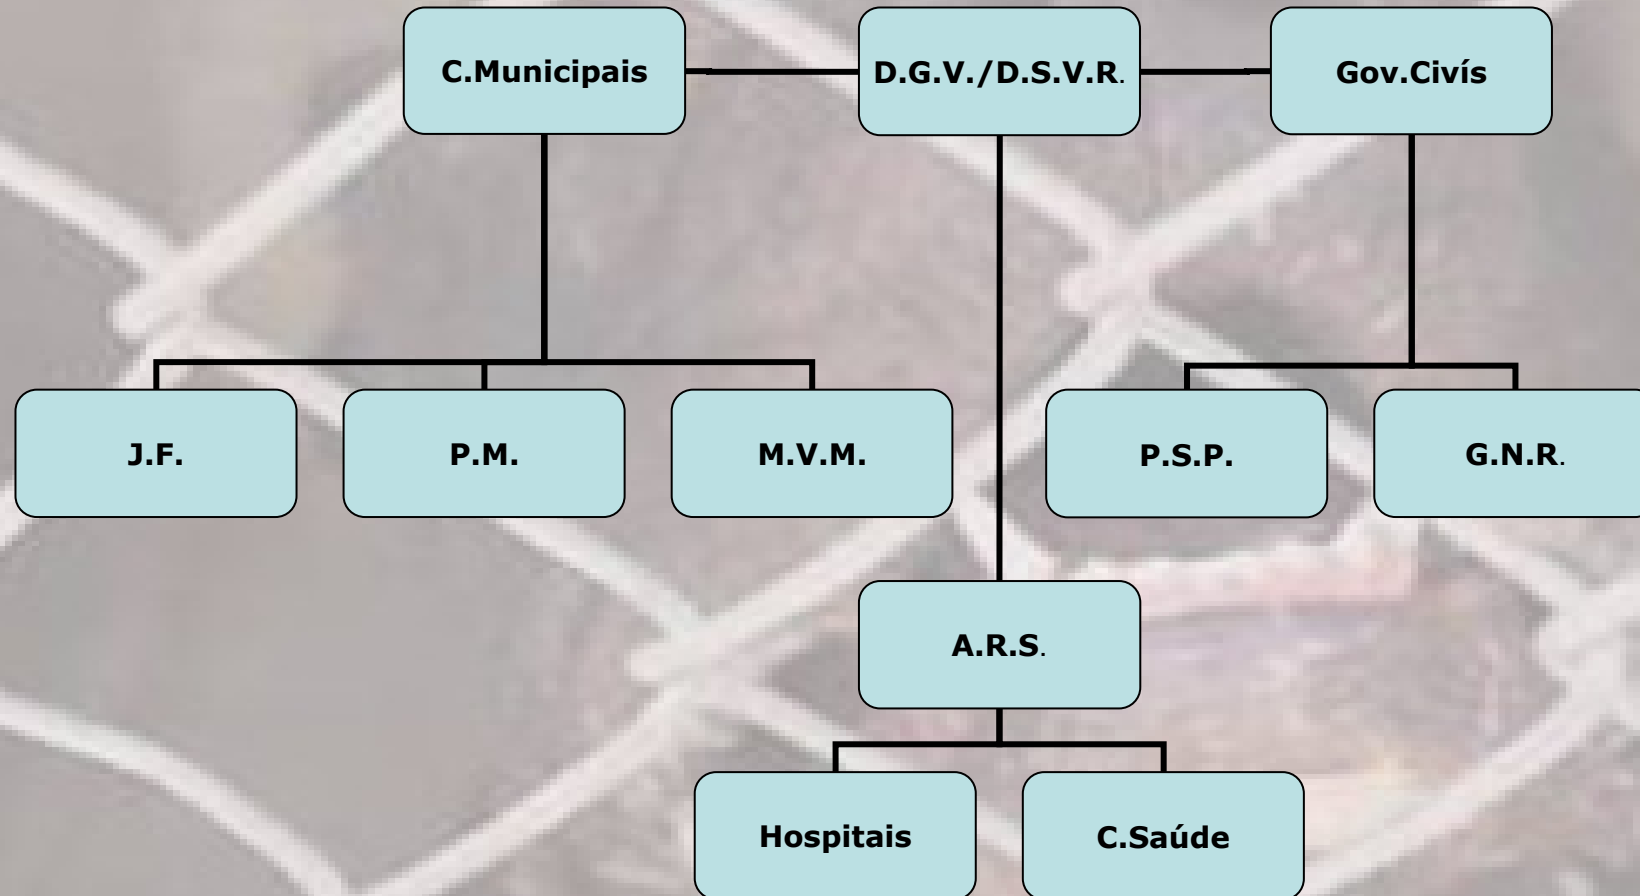 C.Municipais
D.G.V./D.S.V.R.
Gov.Civís
J.F.
P.M.
M.V.M.
P.S.P.
G.N.R.
A.R.S.
Hospitais
C.Saúde